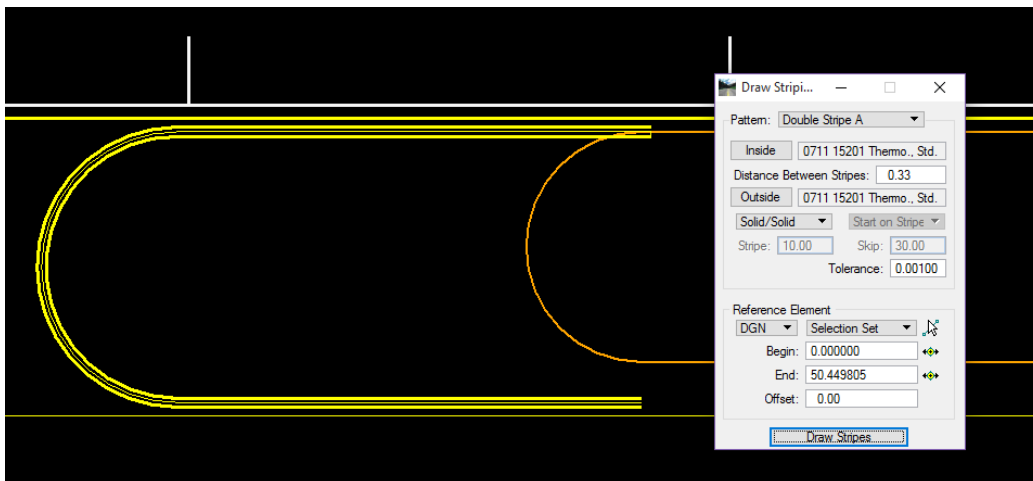 Draw Stripi...
Pattern: Double Stripe A
Inside 0711 15201 Thermo., Std.
Distance Between Stripes: 0.33
Outside 0711 15201 Thermo., Std.
Solid/Solid Start on Stripe
Stripe: 10.00 Skip: 30.00
Tolerance: 0.00100
Reference Element
DGN Selection Set
Begin: 0.000000
End: 50.449805
Offset: 0.00
Draw Stripes